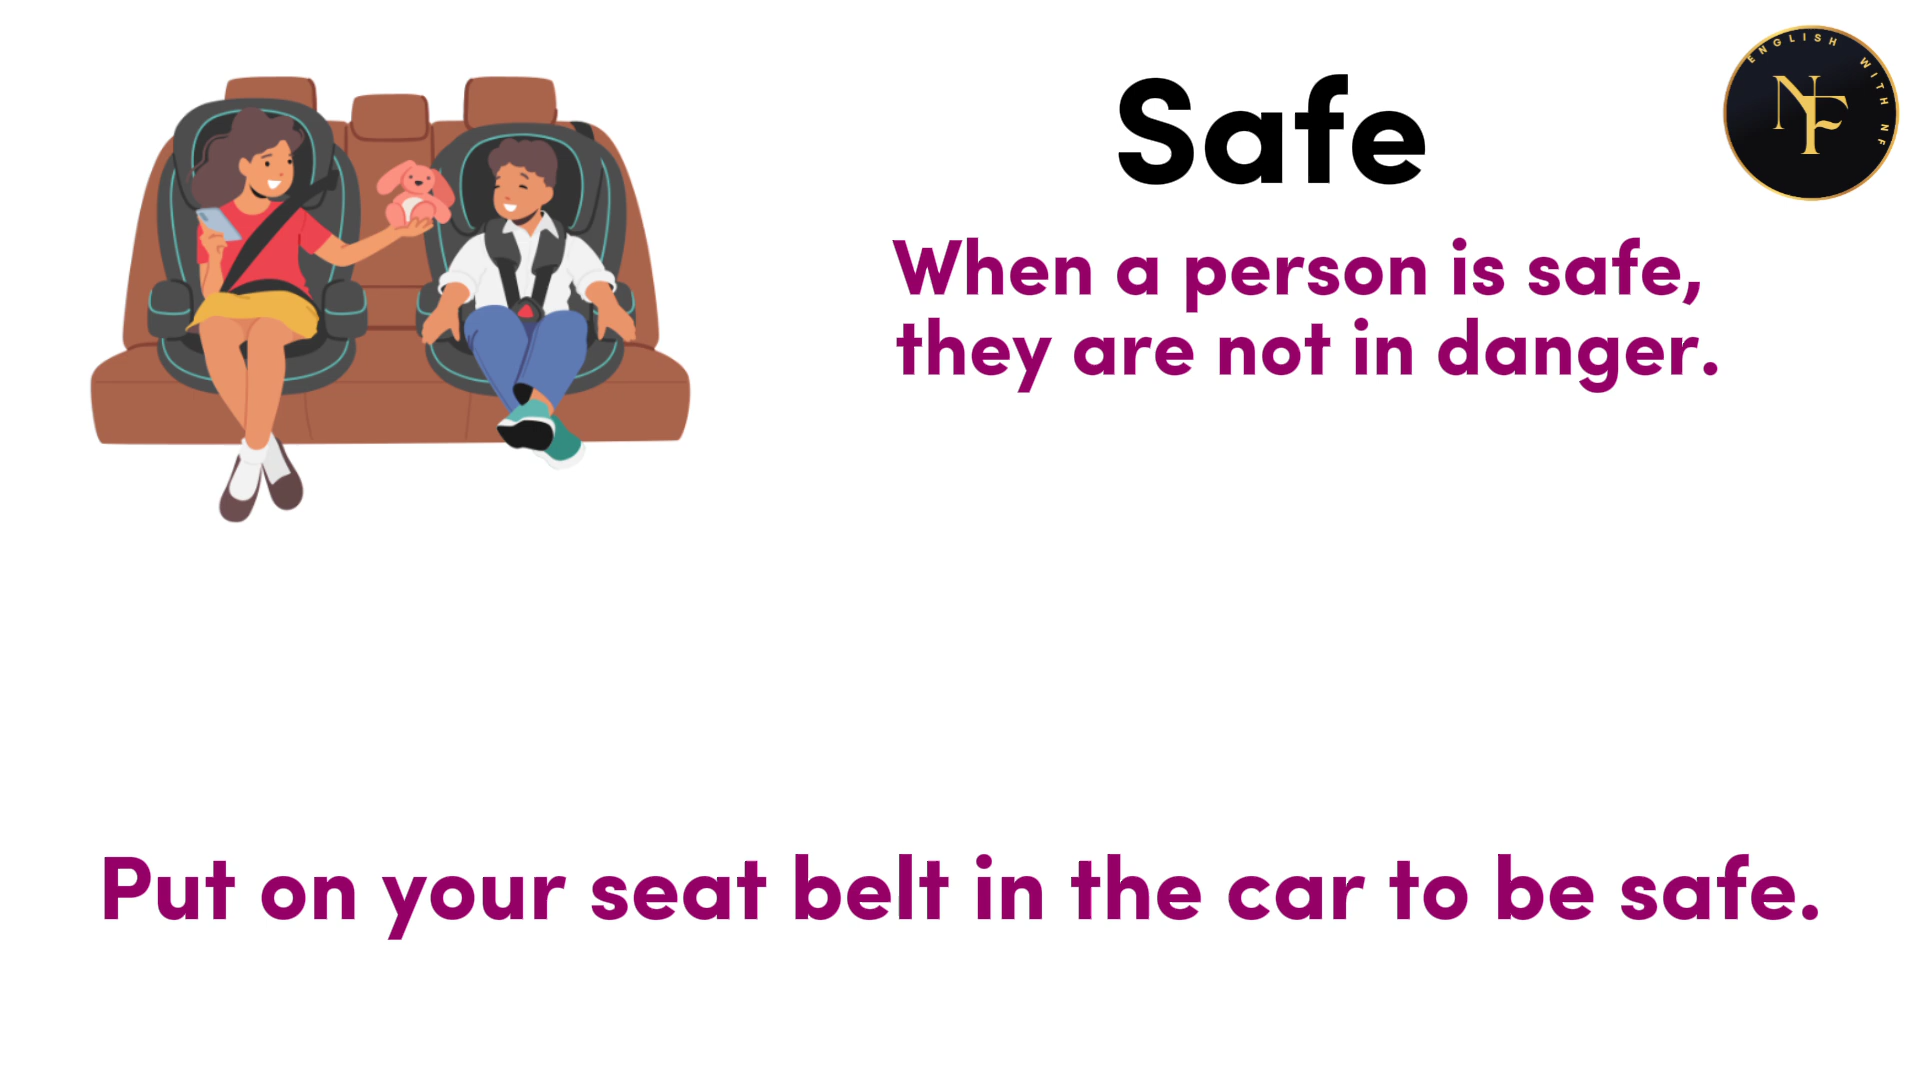 Safe
ENGLISH WITH NF
NF
When a person is safe,
they are not in danger.
Put on your seat belt in the car to be safe.